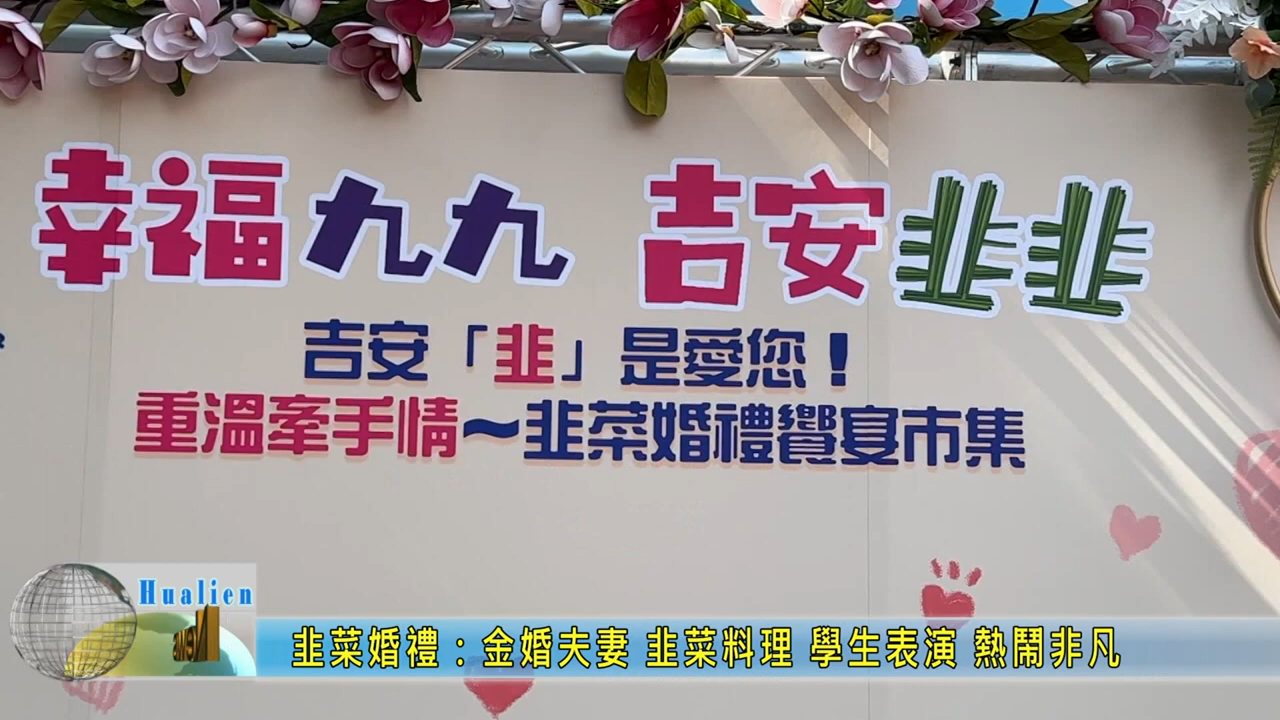 幸福九九 吉安韭韭
吉安「韭」是愛您！
重溫牽手情～韭菜婚禮饗宴市集
Hualien
News
韭菜婚禮：金婚夫妻 韭菜料理 學生表演 熱鬧非凡